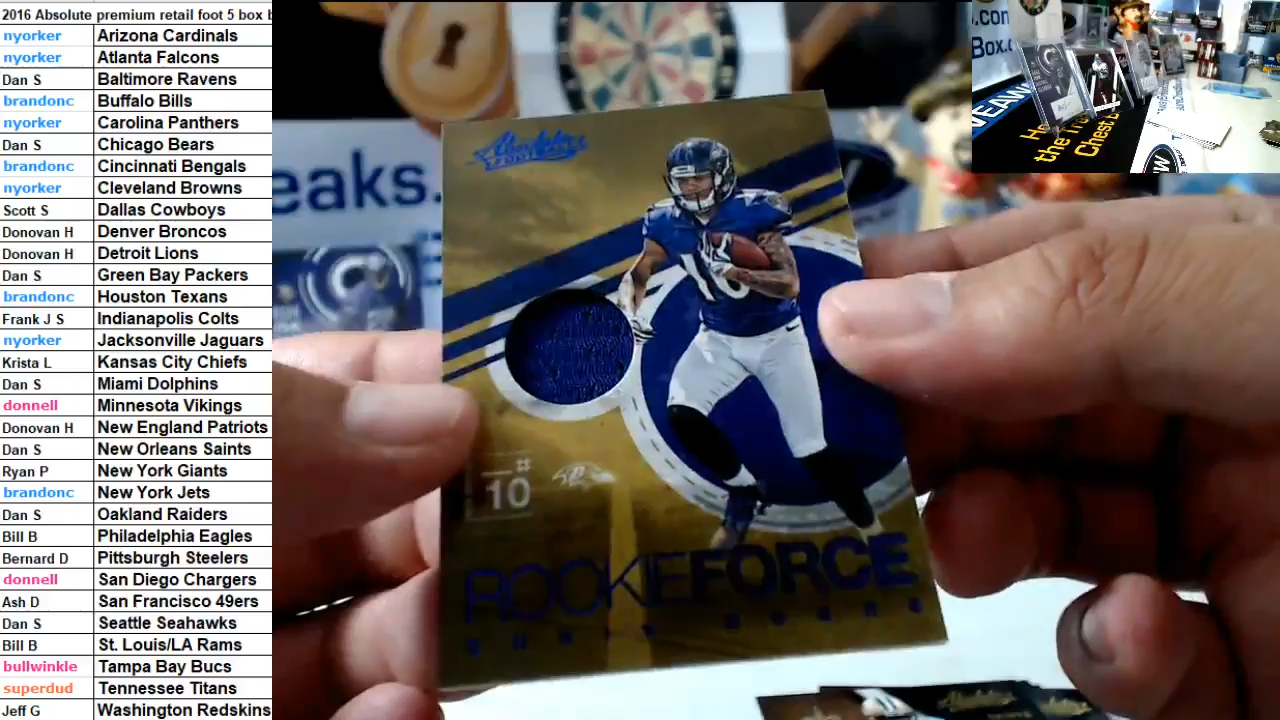 2016 Absolute premium retail foot 5 box b
nyorker Arizona Cardinals
nyorker Atlanta Falcons
Dan S Baltimore Ravens
brandonc Buffalo Bills
nyorker Carolina Panthers
Dan S Chicago Bears
brandonc Cincinnati Bengals
nyorker Cleveland Browns
Scott S Dallas Cowboys
Donovan H Denver Broncos
Donovan H Detroit Lions
Dan S Green Bay Packers
brandonc Houston Texans
Frank J S Indianapolis Colts
nyorker Jacksonville Jaguars
Krista L Kansas City Chiefs
Dan S Miami Dolphins
donnell Minnesota Vikings
Donovan H New England Patriots
Dan S New Orleans Saints
Ryan P New York Giants
brandonc New York Jets
Dan S Oakland Raiders
Bill B Philadelphia Eagles
Bernard D Pittsburgh Steelers
donnell San Diego Chargers
Ash D San Francisco 49ers
Dan S Seattle Seahawks
Bill B St. Louis/LA Rams
bullwinkle Tampa Bay Bucs
superdud Tennessee Titans
Jeff G Washington Redskins
eaks.
Absolute
#
10
ROOKIE FORCE
.com
Box.c
Chest